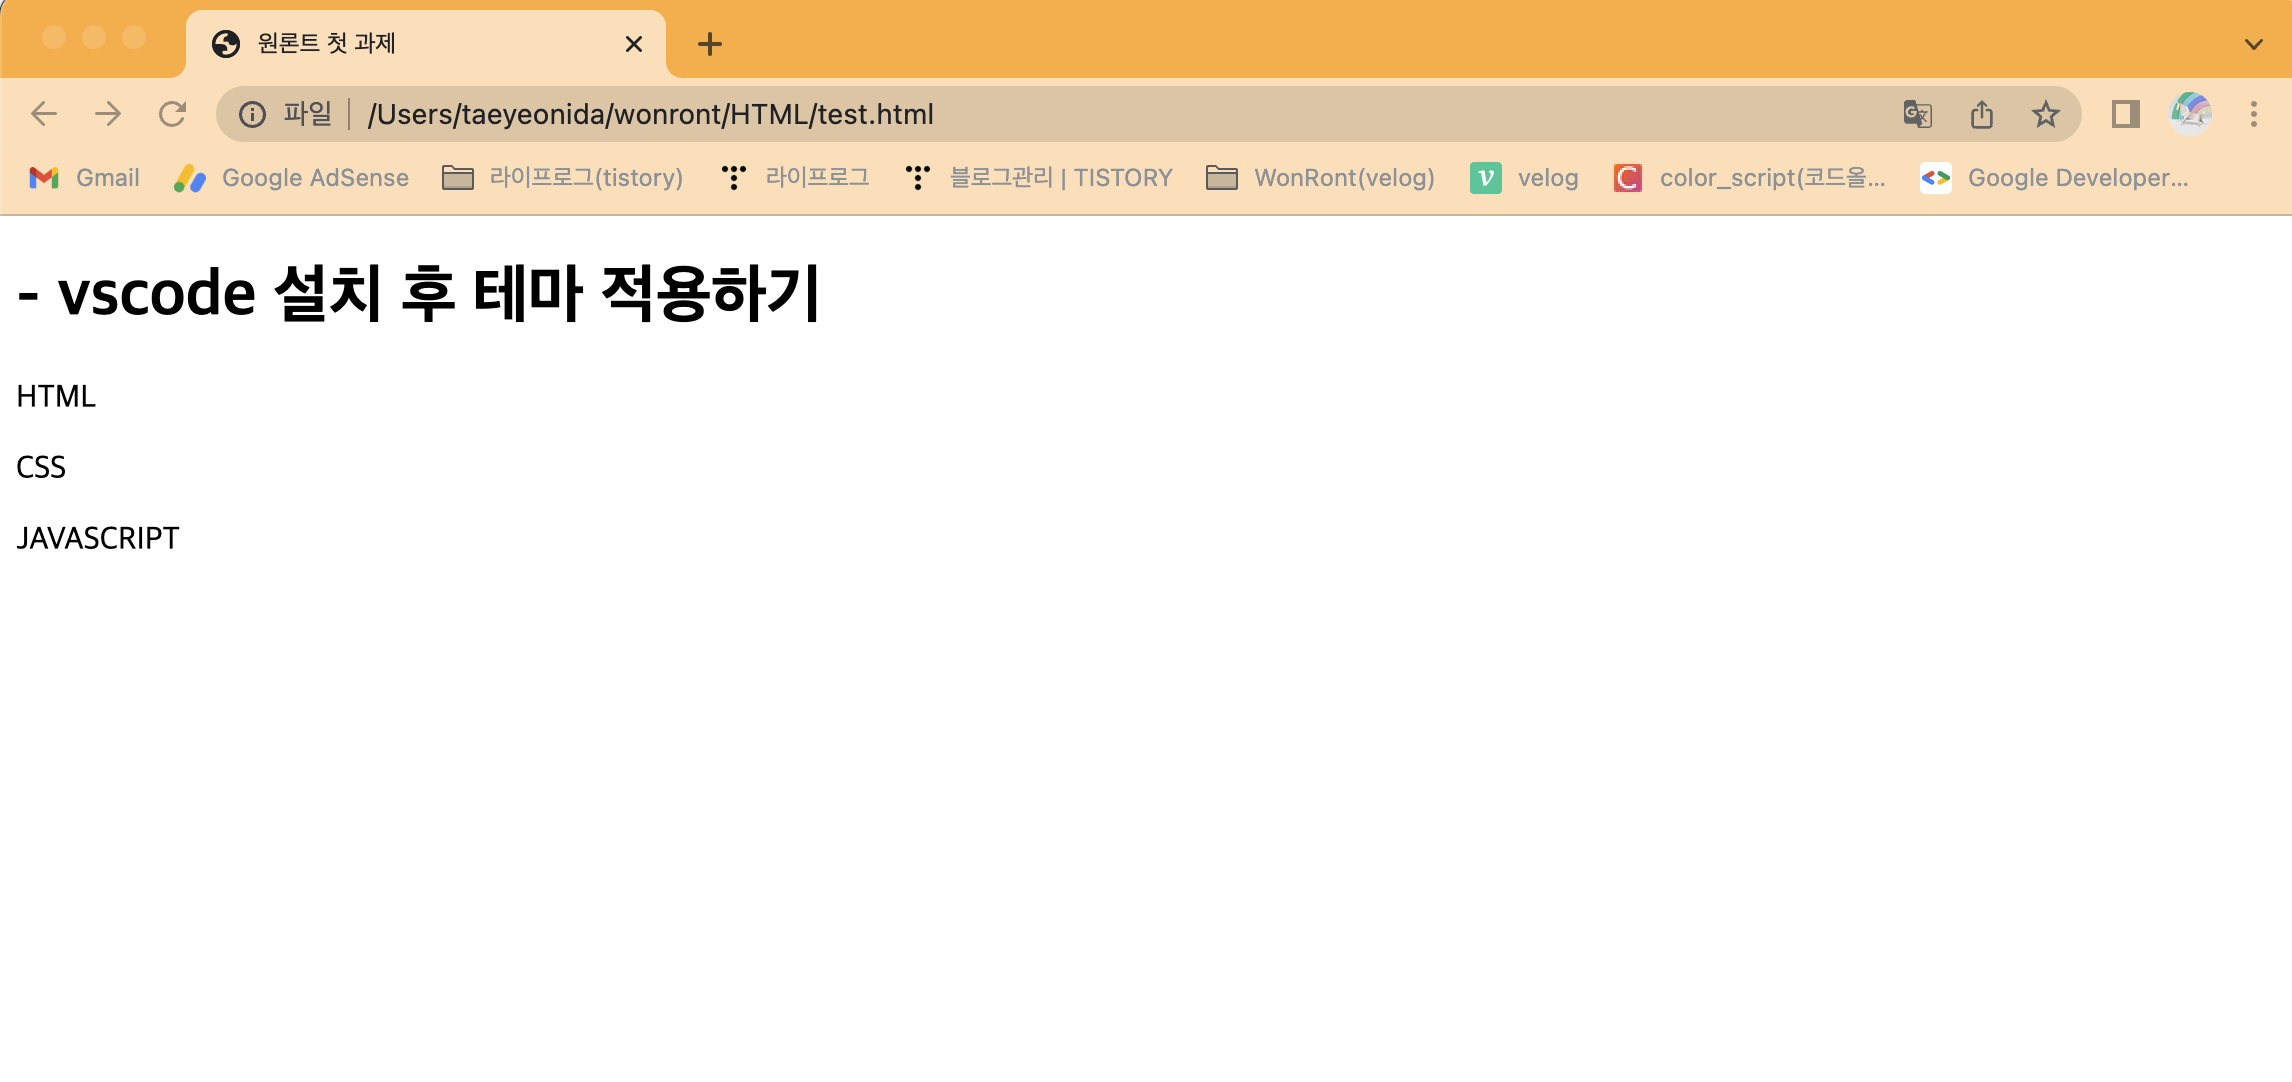 원론트 첫 과제
파일 | /Users/taeyeonida/wonront/HTML/test.html
Gmail Google AdSense 라이프로그(tistory) 라이프로그 블로그관리 | TISTORY WonRont(velog) velog color_script(코드올... Google Developer...
- vscode 설치 후 테마 적용하기
HTML
CSS
JAVASCRIPT